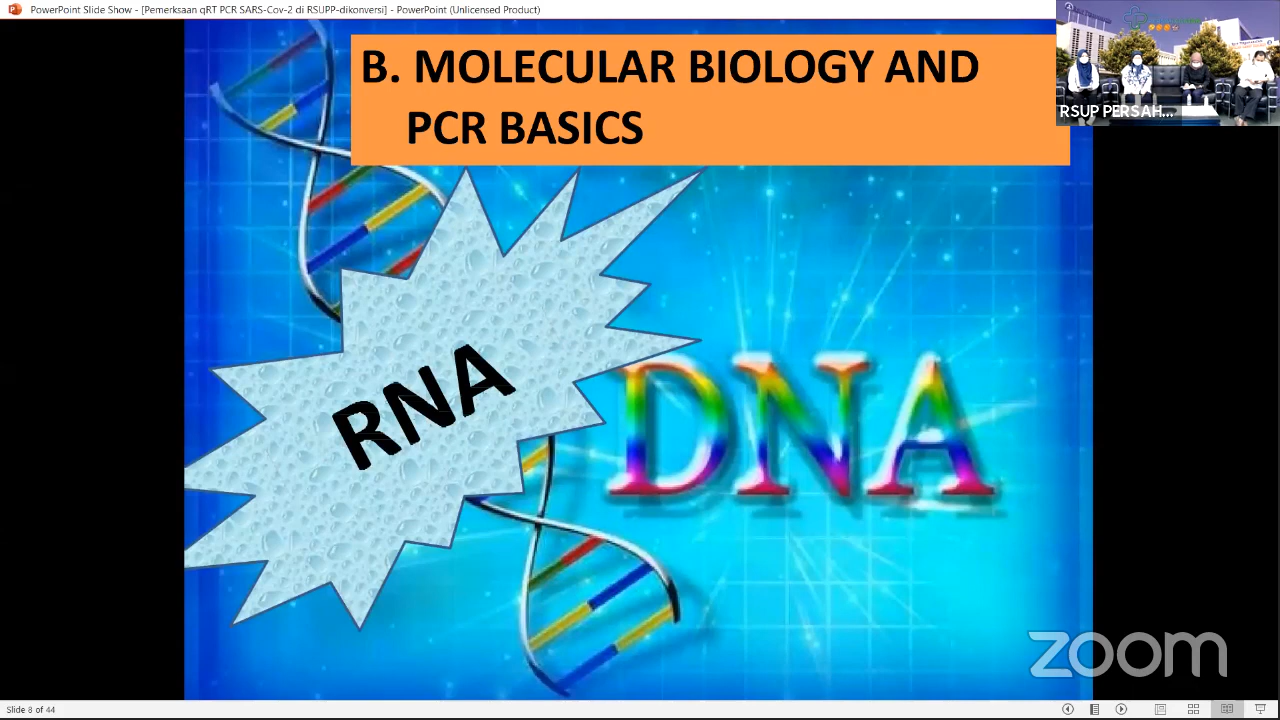 PowerPoint Slide Show - [Pemerksaan qRT PCR SARS-Cov-2 di RSUPP-dikonversi] - PowerPoint (Unlicensed Product)
B. MOLECULAR BIOLOGY AND
PCR BASICS
RSUP PERSAH...
RNA
DNA
zoom
Slide 8 of 44